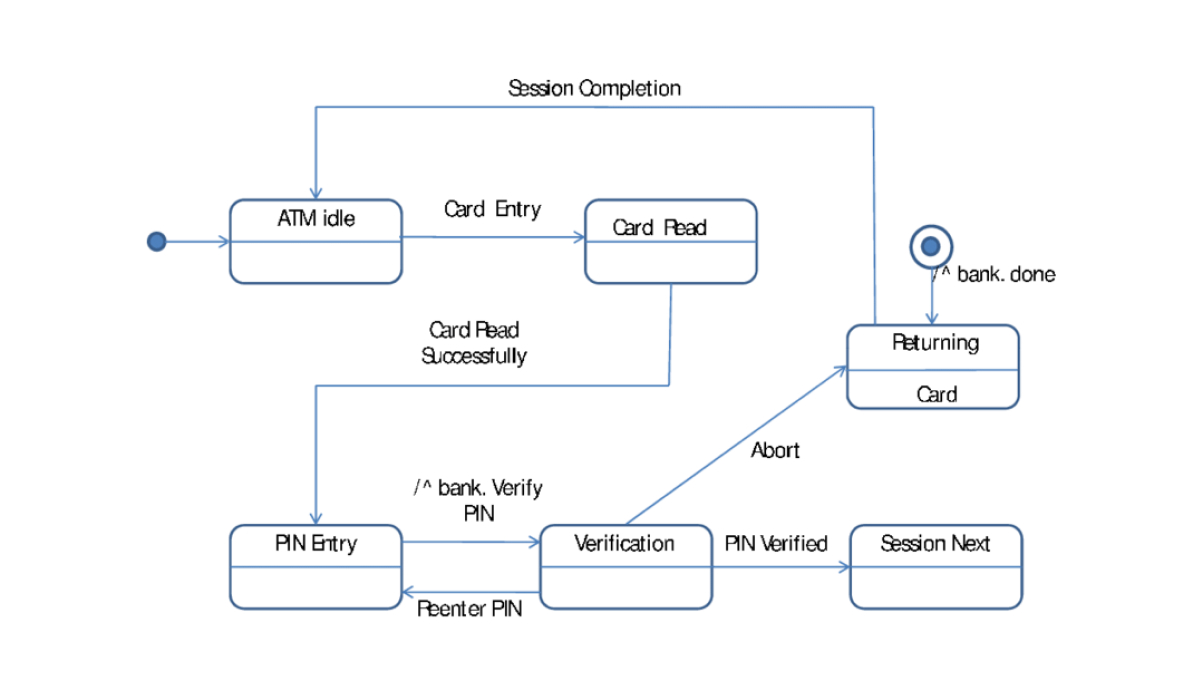 Session Completion
ATM idle
Card Entry
Card Read
/^ bank. done
Card Read
Successfully
Returning
Card
Abort
/^ bank. Verify
PIN
PIN Entry
Verification
PIN Verified
Session Next
Reenter PIN